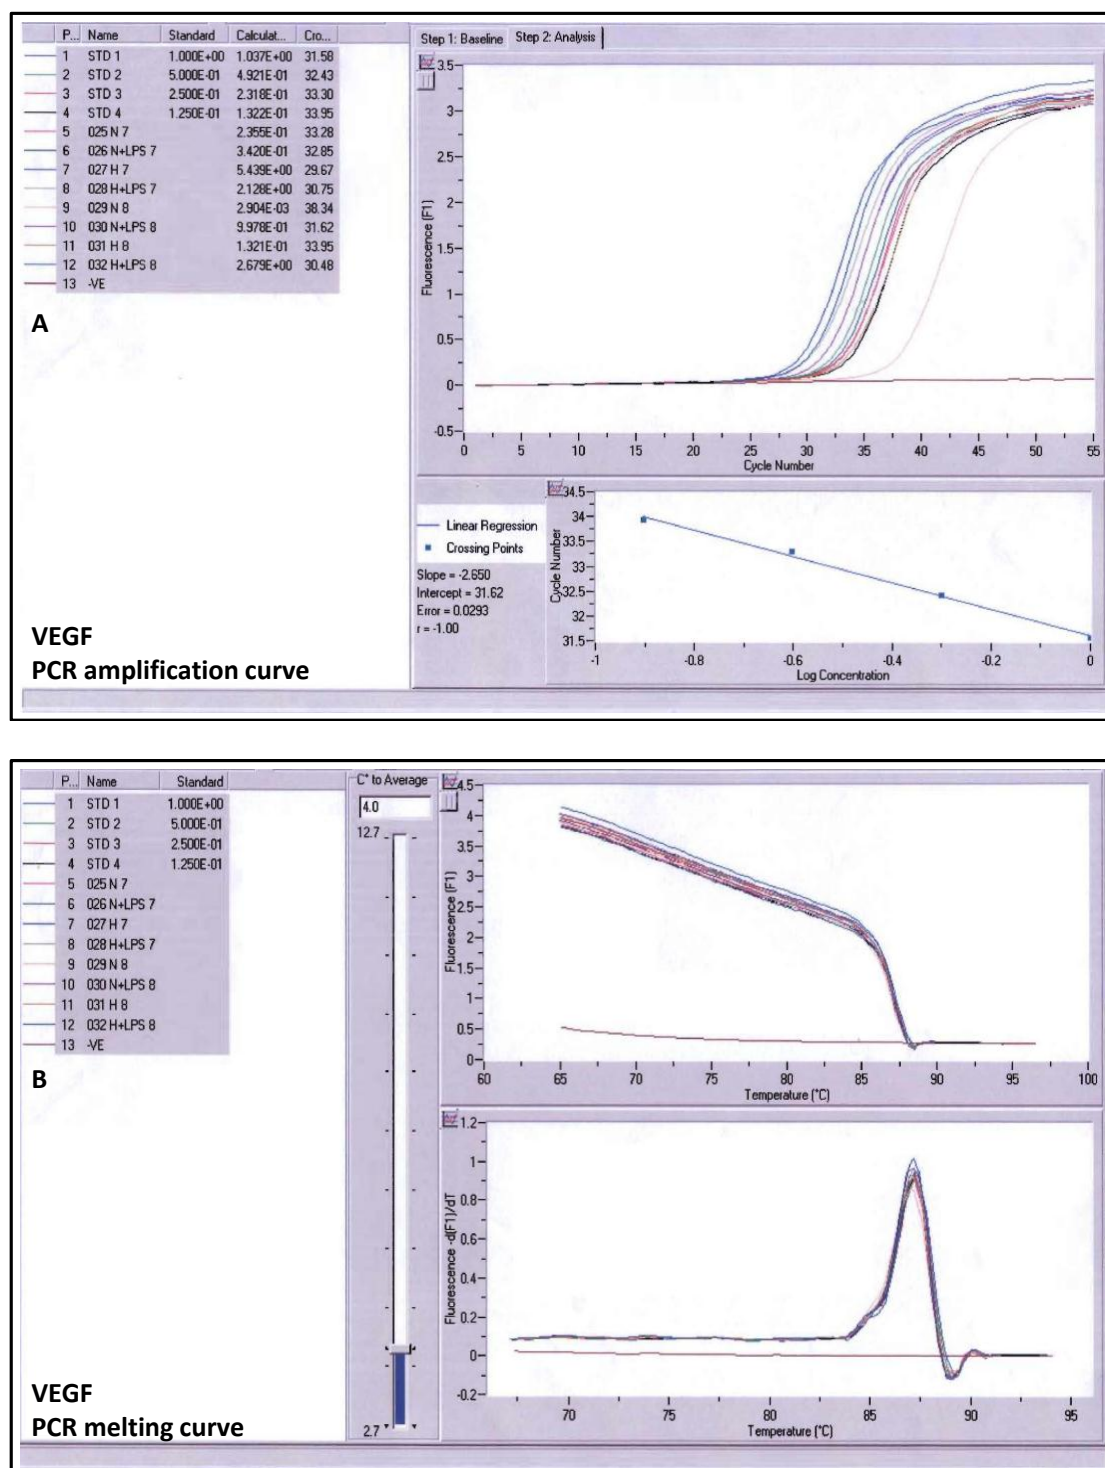 P... Name Standard Calculat... Cro...
1 STD 1 1.000E+00 1.037E+00 31.58
2 STD 2 5.000E-01 4.921E-01 32.43
3 STD 3 2.500E-01 2.318E-01 33.30
4 STD 4 1.250E-01 1.322E-01 33.95
5 025 N 7 2.355E-01 33.28
6 026 N+LPS 7 3.420E-01 32.85
7 027 H 7 5.439E+00 29.67
8 028 H+LPS 7 2.128E+00 30.75
9 029 N 8 2.904E-03 38.34
10 030 N+LPS 8 9.978E-01 31.62
11 031 H 8 1.321E-01 33.95
12 032 H+LPS 8 2.679E+00 30.48
13 -VE
A
VEGF
PCR amplification curve
Step 1: Baseline Step 2: Analysis
3.5
3
2.5
2
1.5
1
0.5
0
-0.5
Fluorescence (F1)
0 5 10 15 20 25 30 35 40 45 50 55
Cycle Number
Linear Regression
Crossing Points
Slope = -2.650
Intercept = 31.62
Error = 0.0293
r = -1.00
34.5
34
33.5
33
32.5
32
31.5
Cycle Number
-1 -0.8 -0.6 -0.4 -0.2 0
Log Concentration
P... Name Standard
1 STD 1 1.000E+00
2 STD 2 5.000E-01
3 STD 3 2.500E-01
4 STD 4 1.250E-01
5 025 N 7
6 026 N+LPS 7
7 027 H 7
8 028 H+LPS 7
9 029 N 8
10 030 N+LPS 8
11 031 H 8
12 032 H+LPS 8
13 -VE
B
VEGF
PCR melting curve
C° to Average
4.0
12.7
2.7
4.5
4
3.5
3
2.5
2
1.5
1
0.5
0
Fluorescence (F1)
60 65 70 75 80 85 90 95 100
Temperature (°C)
1.2
1
0.8
0.6
0.4
0.2
0
-0.2
Fluorescence -d(F1)/dT
70 75 80 85 90 95
Temperature (°C)